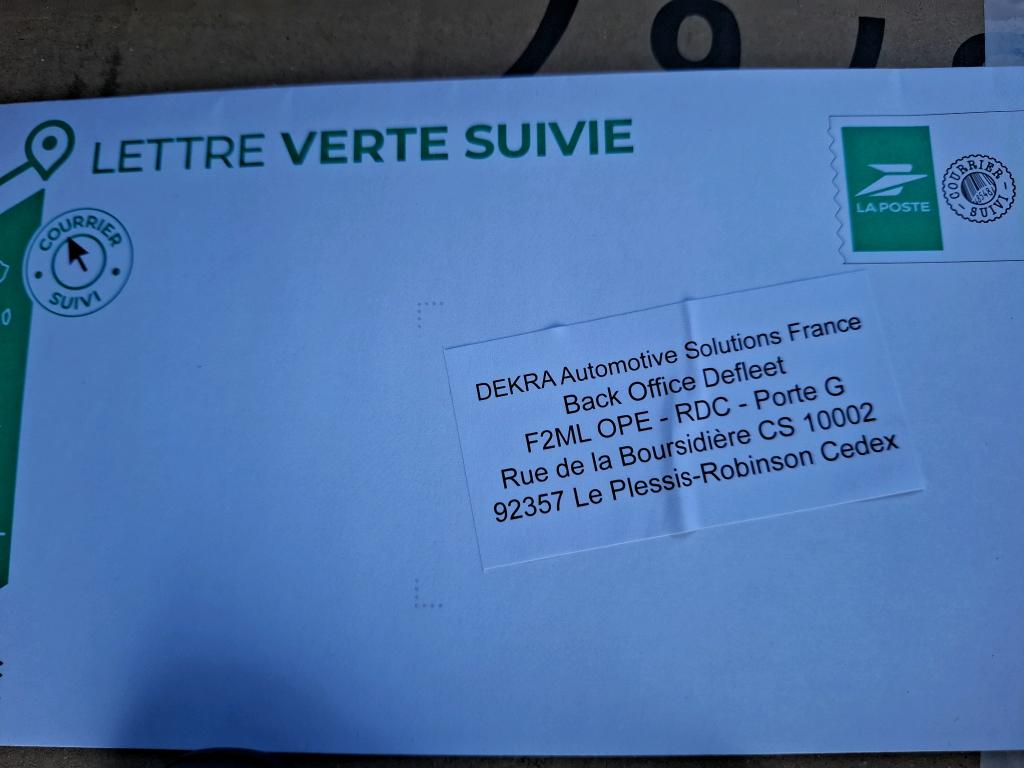 LETTRE VERTE SUIVIE
LA POSTE
COURRIER
SUIVI
COURRIER
SUIVI
DEKRA Automotive Solutions France
Back Office Defleet
F2ML OPE - RDC - Porte G
Rue de la Boursidière CS 10002
92357 Le Plessis-Robinson Cedex